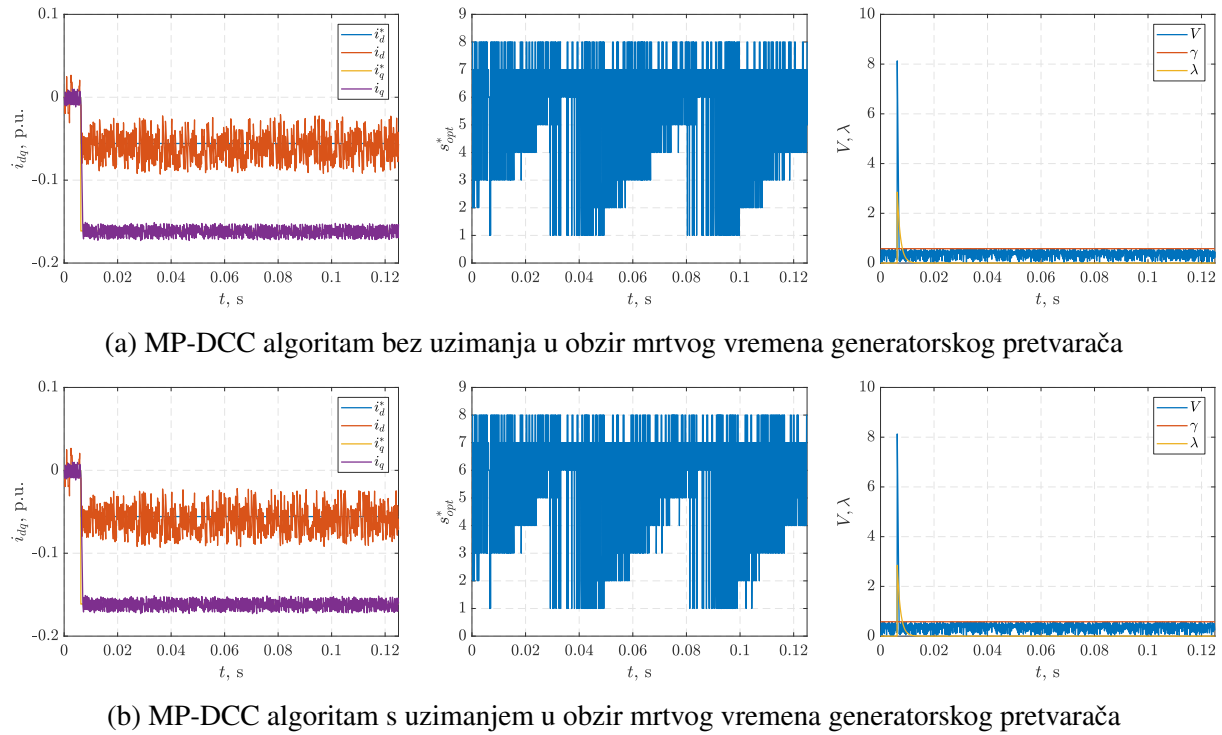 0.1
0
-0.1
-0.2
i_dq, p.u.
0 0.02 0.04 0.06 0.08 0.1 0.12
t, s
i_d^*
i_d
i_q^*
i_q
9
8
7
6
5
4
3
2
1
0
s_opt^*
0 0.02 0.04 0.06 0.08 0.1 0.12
t, s
10
8
6
4
2
0
V, λ
0 0.02 0.04 0.06 0.08 0.1 0.12
t, s
V
γ
λ
(a) MP-DCC algoritam bez uzimanja u obzir mrtvog vremena generatorskog pretvarača
0.1
0
-0.1
-0.2
i_dq, p.u.
0 0.02 0.04 0.06 0.08 0.1 0.12
t, s
i_d^*
i_d
i_q^*
i_q
9
8
7
6
5
4
3
2
1
0
s_opt^*
0 0.02 0.04 0.06 0.08 0.1 0.12
t, s
10
8
6
4
2
0
V, λ
0 0.02 0.04 0.06 0.08 0.1 0.12
t, s
V
γ
λ
(b) MP-DCC algoritam s uzimanjem u obzir mrtvog vremena generatorskog pretvarača